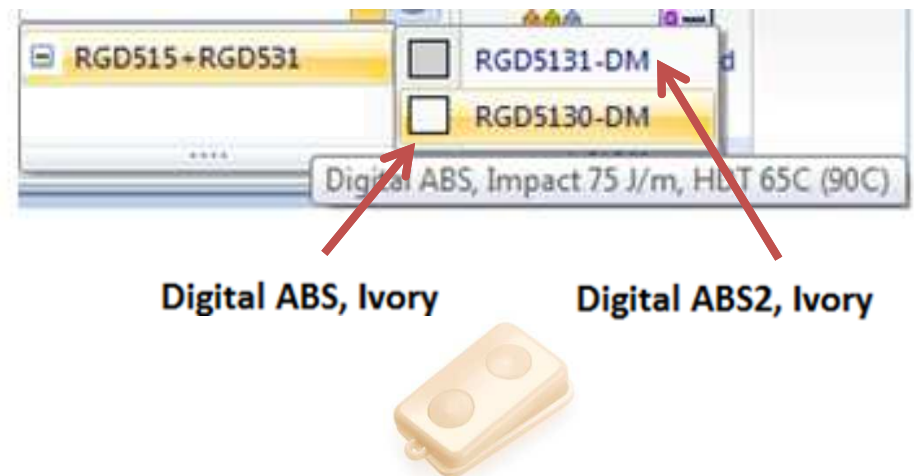 RGD515+RGD531
RGD5131-DM
RGD5130-DM
Digital ABS, Impact 75 J/m, HDT 65C (90C)
Digital ABS, Ivory
Digital ABS2, Ivory